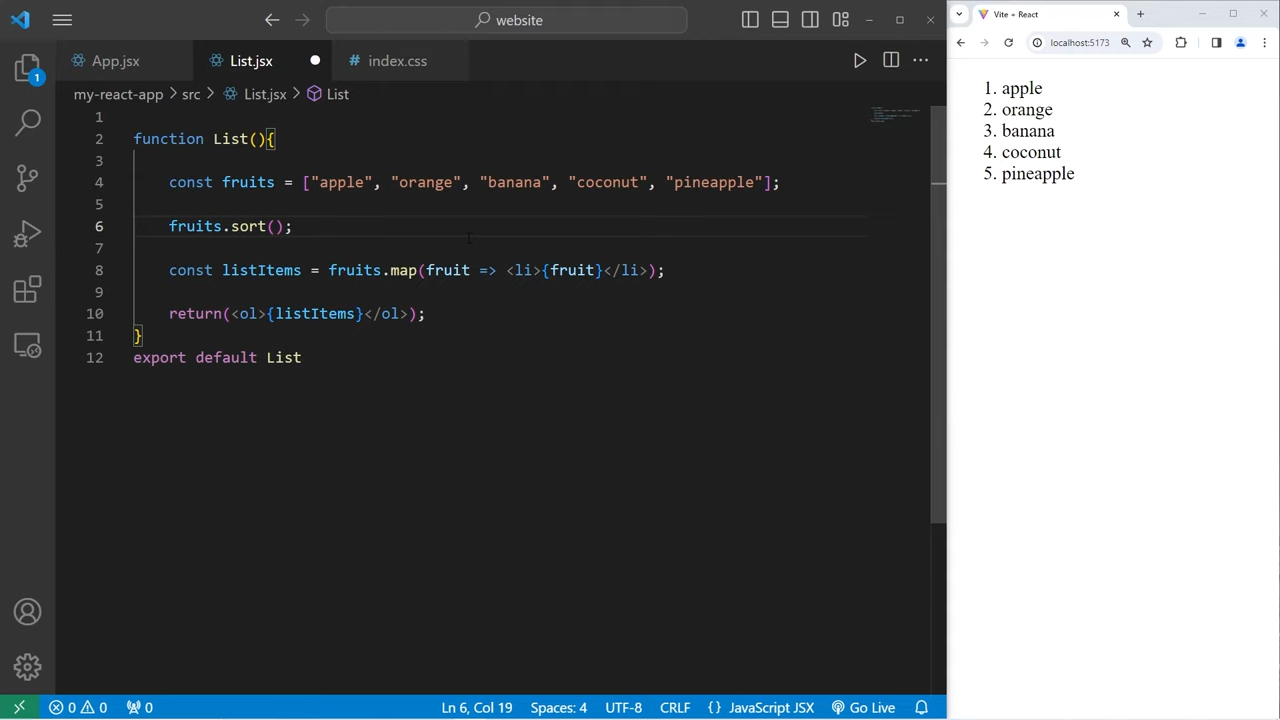 website
Vite + React
App.jsx
List.jsx
# index.css
localhost:5173
1
my-react-app > src > List.jsx > List
1
2 function List(){
3
4 const fruits = ["apple", "orange", "banana", "coconut", "pineapple"];
5
6 fruits.sort();
7
8 const listItems = fruits.map(fruit => <li>{fruit}</li>);
9
10 return(<ol>{listItems}</ol>);
11 }
12 export default List
1. apple
2. orange
3. banana
4. coconut
5. pineapple
0 0 0 Ln 6, Col 19 Spaces: 4 UTF-8 CRLF {} JavaScript JSX Go Live